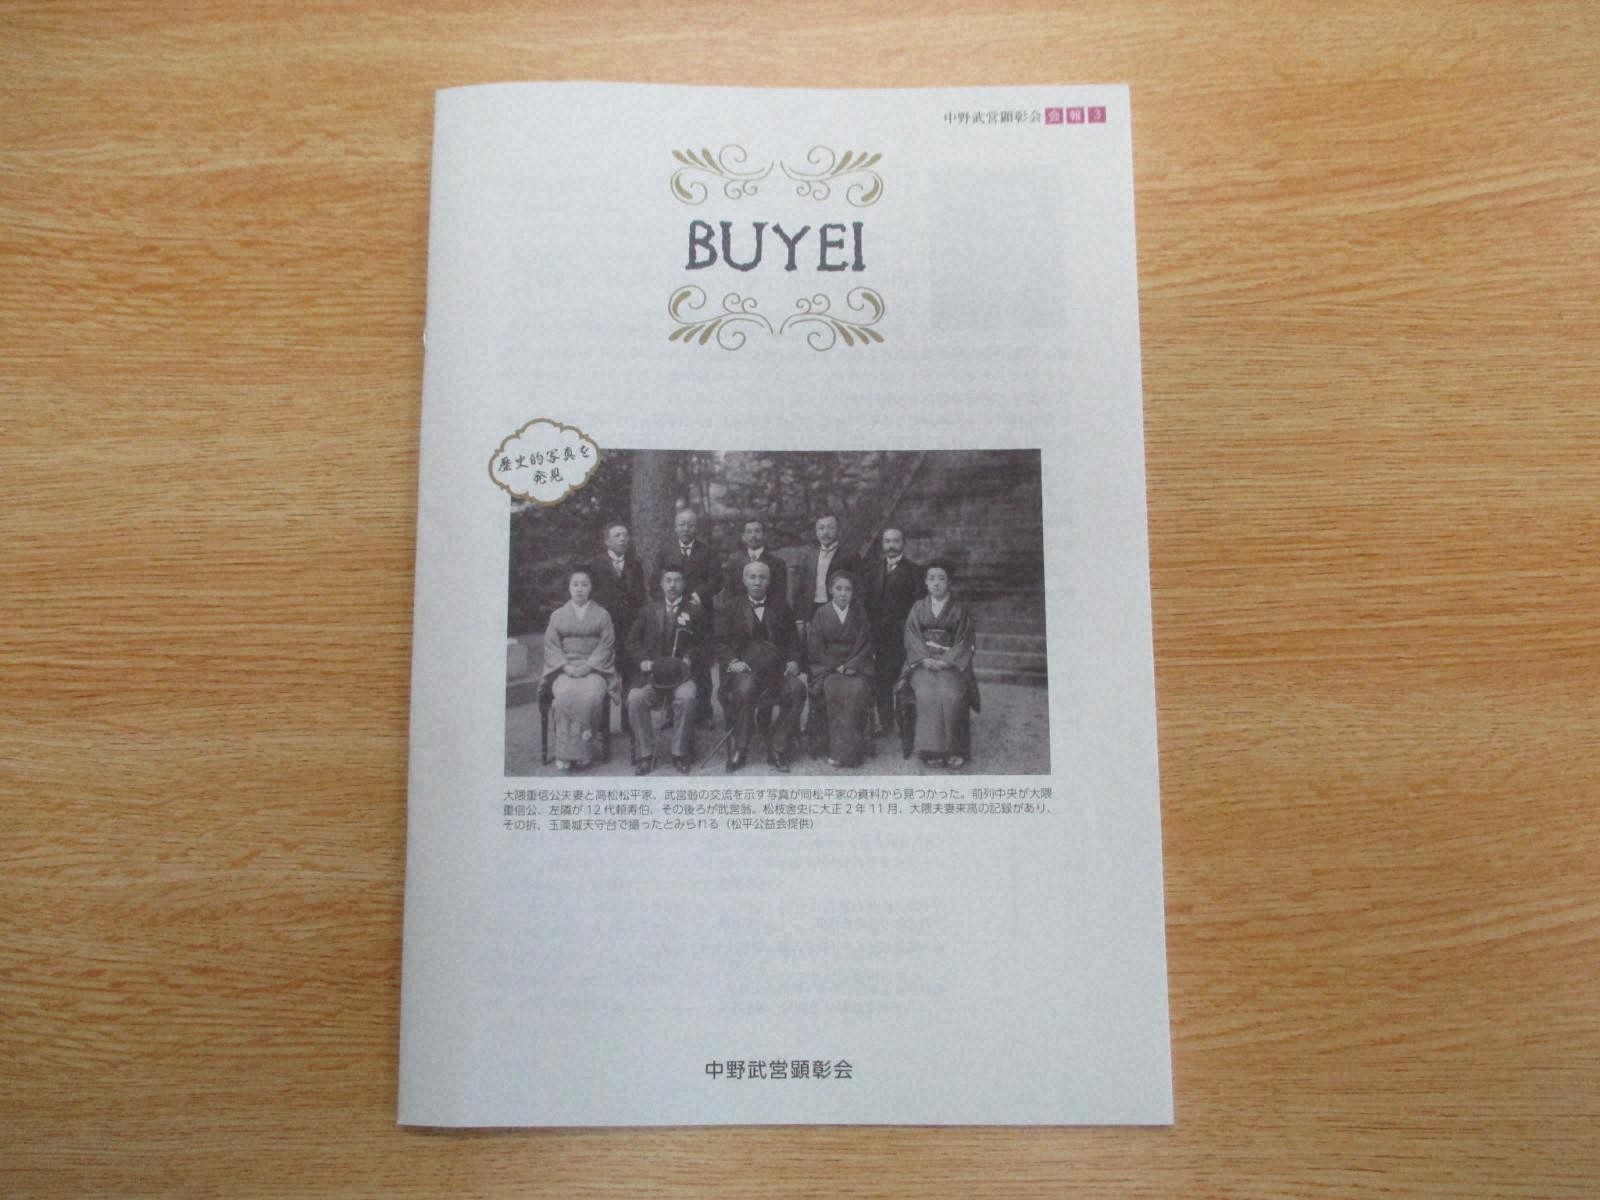 中野武営顕彰会 会報3
BUYEI
歴史的写真を
発見
大隈重信公夫妻と高松松平家、武営翁の交流を示す写真が同松平家の資料から見つかった。前列中央が大隈
重信公、左隣が12代頼寿伯、その後ろが武営翁。松枝舎史に大正2年11月、大隈夫妻来高の記録があり、
その折、玉藻城天守台で撮ったとみられる（松平公益会提供）
中野武営顕彰会